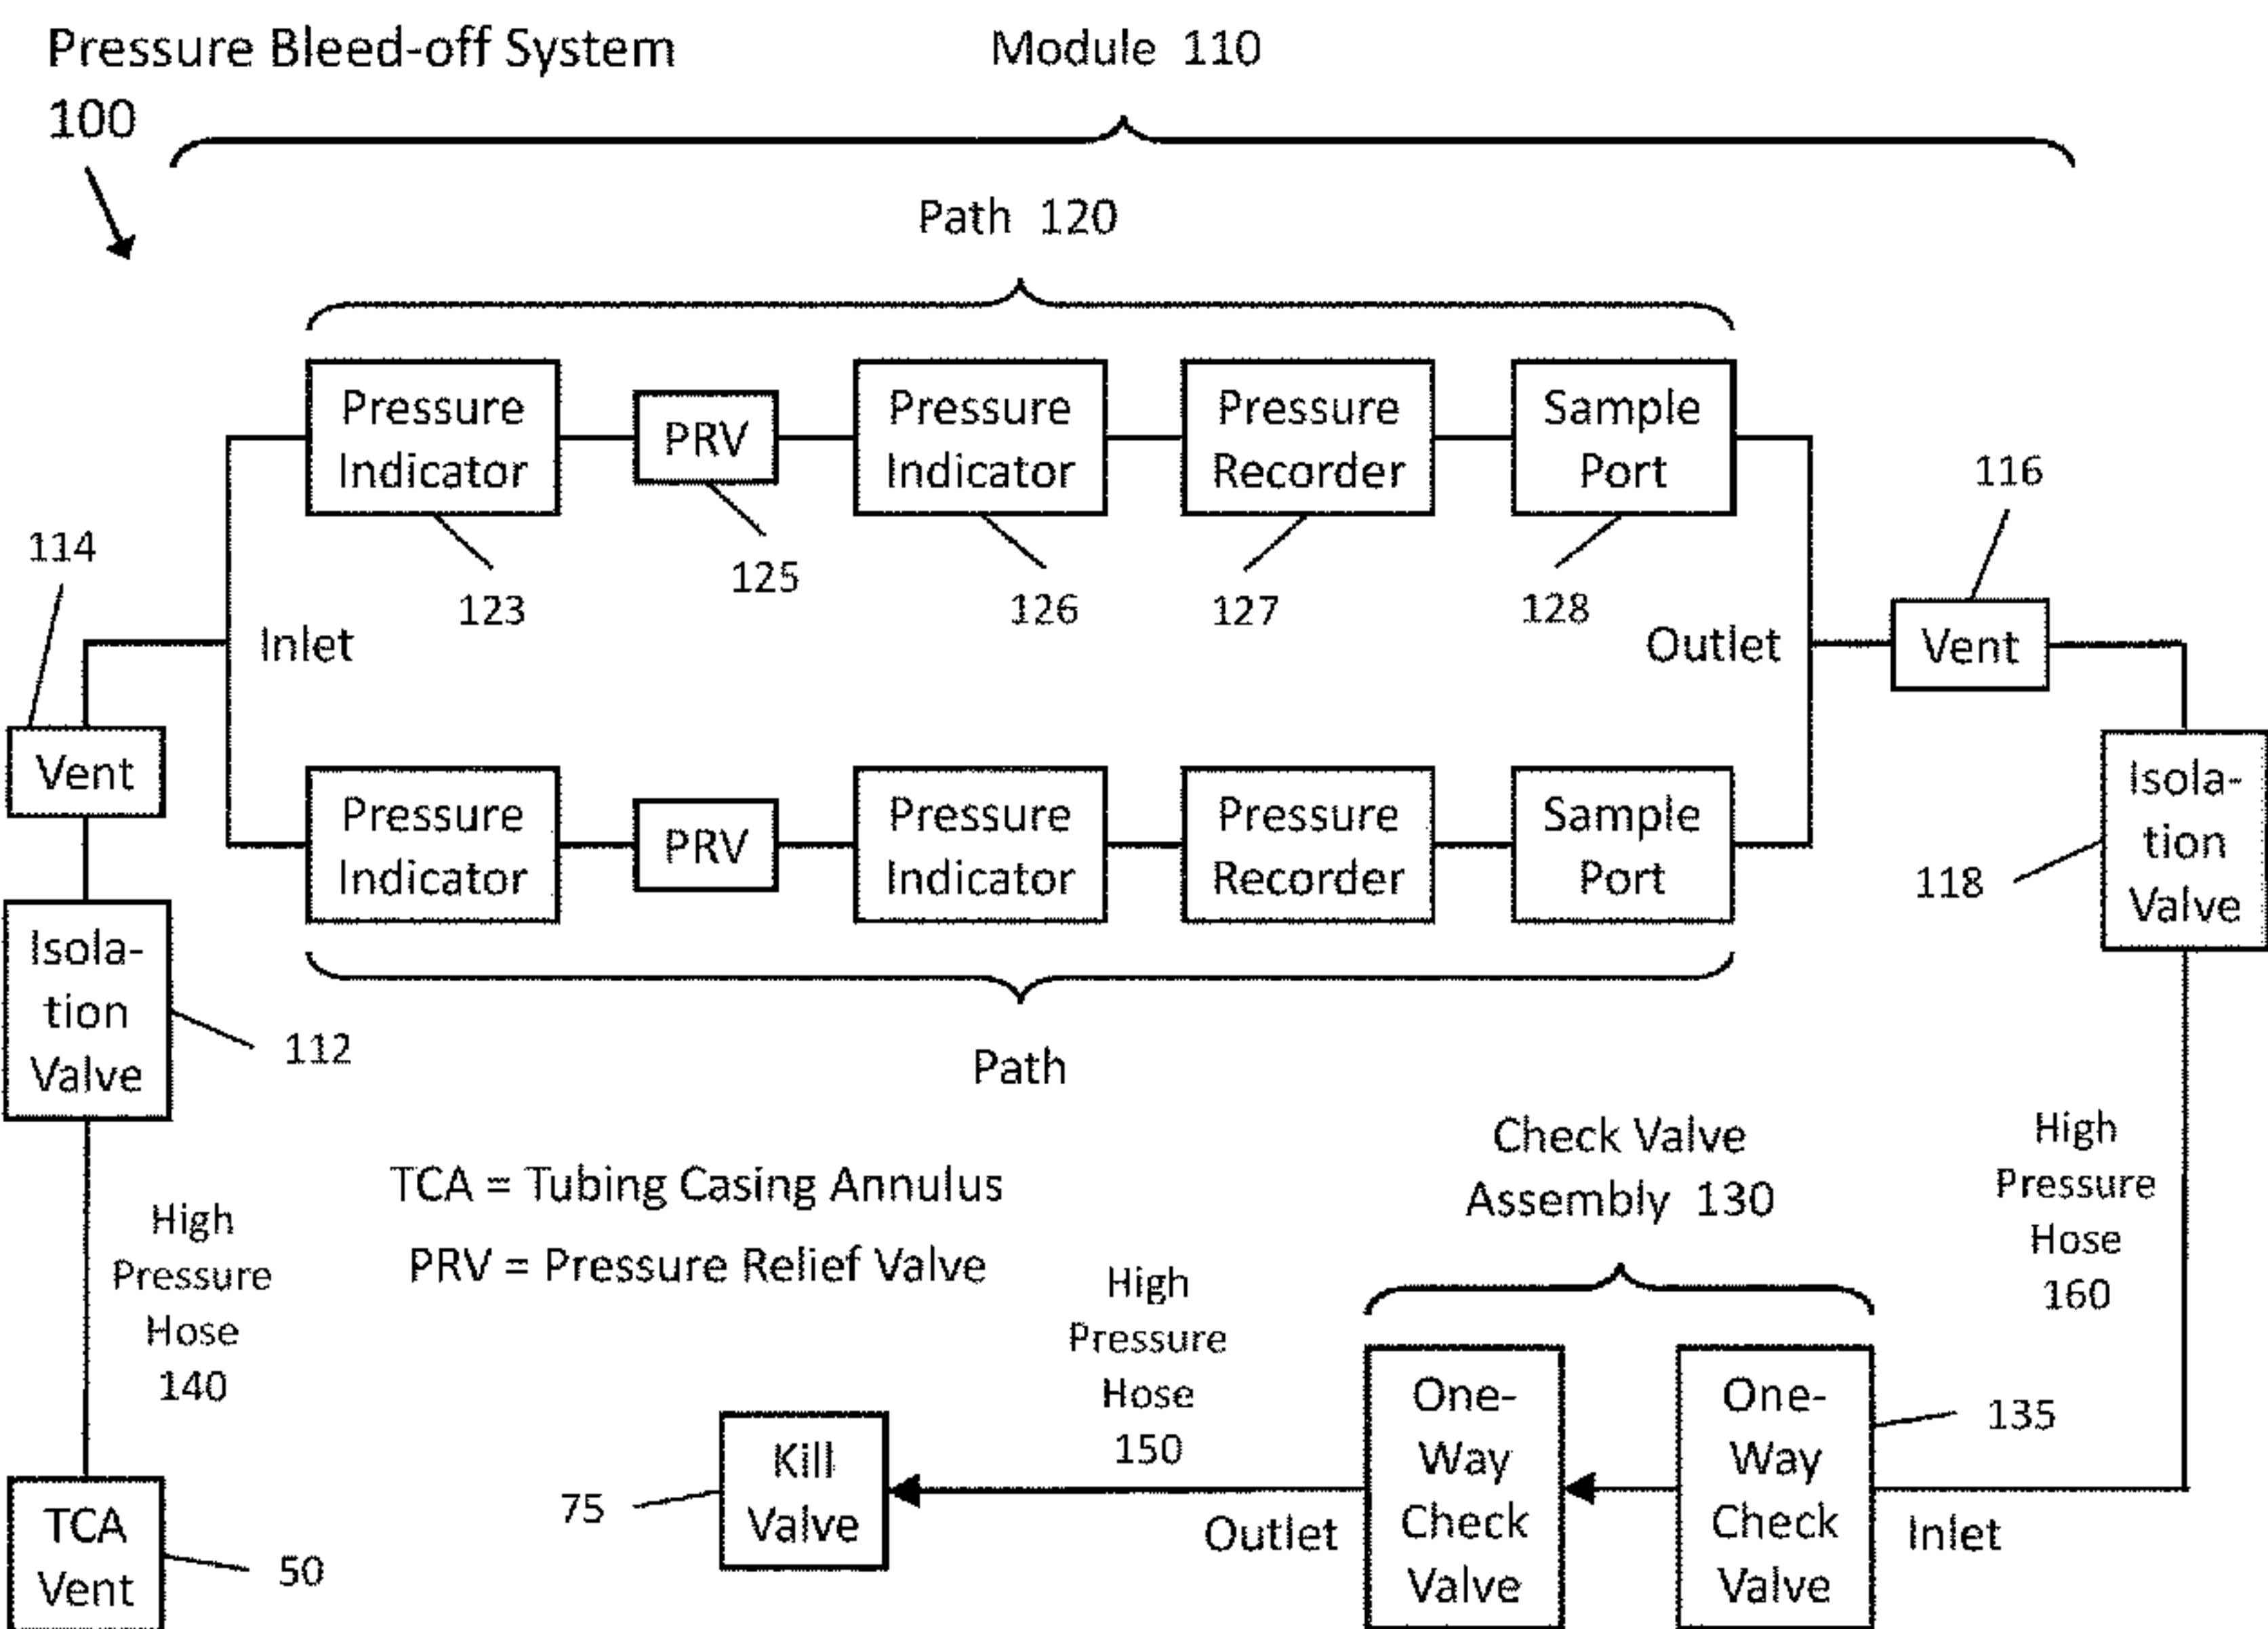 Pressure Bleed-off System
100
Module 110
Path 120
Pressure
Indicator
PRV
Pressure
Indicator
Pressure
Recorder
Sample
Port
123
125
126
127
128
114
116
Inlet
Outlet
Vent
Vent
Pressure
Indicator
PRV
Pressure
Indicator
Pressure
Recorder
Sample
Port
Isola-
tion
Valve
118
Isola-
tion
Valve
112
Path
TCA = Tubing Casing Annulus
PRV = Pressure Relief Valve
Check Valve
Assembly 130
High
Pressure
Hose
160
High
Pressure
Hose
140
High
Pressure
Hose
150
TCA
Vent
50
Kill
Valve
75
Outlet
One-
Way
Check
Valve
One-
Way
Check
Valve
135
Inlet